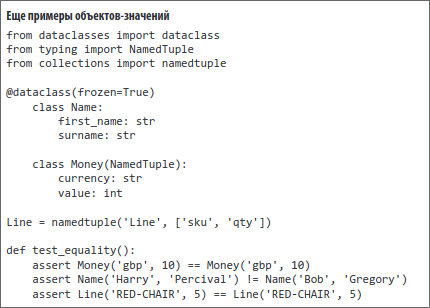 Еще примеры объектов-значений
from dataclasses import dataclass
from typing import NamedTuple
from collections import namedtuple

@dataclass(frozen=True)
    class Name:
        first_name: str
        surname: str

    class Money(NamedTuple):
        currency: str
        value: int

Line = namedtuple('Line', ['sku', 'qty'])

def test_equality():
    assert Money('gbp', 10) == Money('gbp', 10)
    assert Name('Harry', 'Percival') != Name('Bob', 'Gregory')
    assert Line('RED-CHAIR', 5) == Line('RED-CHAIR', 5)